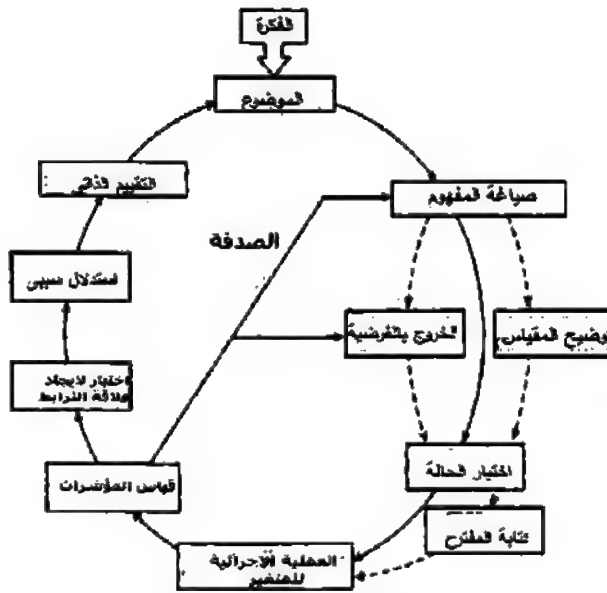 الفكرة
الموضوع
صياغة المفهوم
التقييم الذاتي
الصدفة
استدلال سببي
الخروج بالفرضية
توضيح المقياس
اختبار لايجاد
علاقة الترابط
اختيار الحالة
قياس المؤشرات
كتابة المقترح
العملية الاجرائية
للمتغير